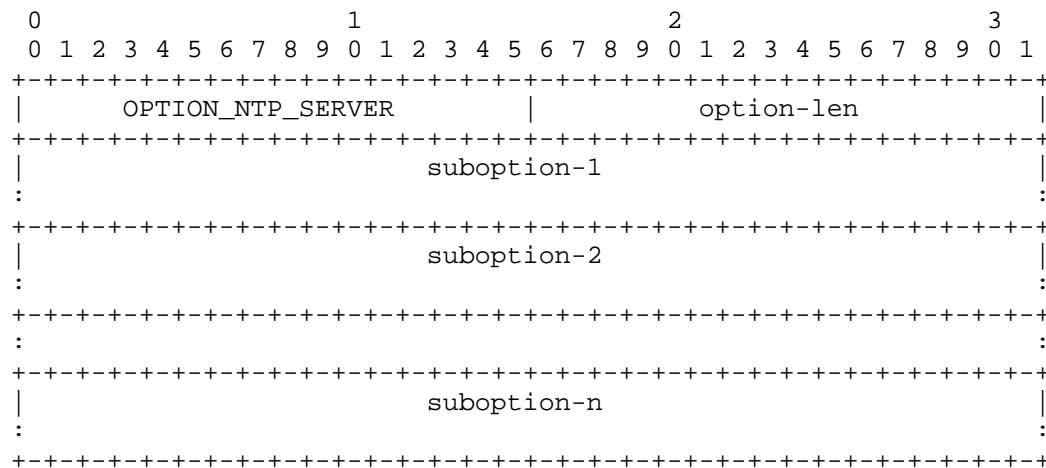 0                   1                   2                   3
 0 1 2 3 4 5 6 7 8 9 0 1 2 3 4 5 6 7 8 9 0 1 2 3 4 5 6 7 8 9 0 1
+-+-+-+-+-+-+-+-+-+-+-+-+-+-+-+-+-+-+-+-+-+-+-+-+-+-+-+-+-+-+-+-+
|      OPTION_NTP_SERVER        |          option-len           |
+-+-+-+-+-+-+-+-+-+-+-+-+-+-+-+-+-+-+-+-+-+-+-+-+-+-+-+-+-+-+-+-+
|                         suboption-1                           |
:                                                               :
+-+-+-+-+-+-+-+-+-+-+-+-+-+-+-+-+-+-+-+-+-+-+-+-+-+-+-+-+-+-+-+-+
|                         suboption-2                           |
:                                                               :
+-+-+-+-+-+-+-+-+-+-+-+-+-+-+-+-+-+-+-+-+-+-+-+-+-+-+-+-+-+-+-+-+
:                                                               :
+-+-+-+-+-+-+-+-+-+-+-+-+-+-+-+-+-+-+-+-+-+-+-+-+-+-+-+-+-+-+-+-+
|                         suboption-n                           |
:                                                               :
+-+-+-+-+-+-+-+-+-+-+-+-+-+-+-+-+-+-+-+-+-+-+-+-+-+-+-+-+-+-+-+-+